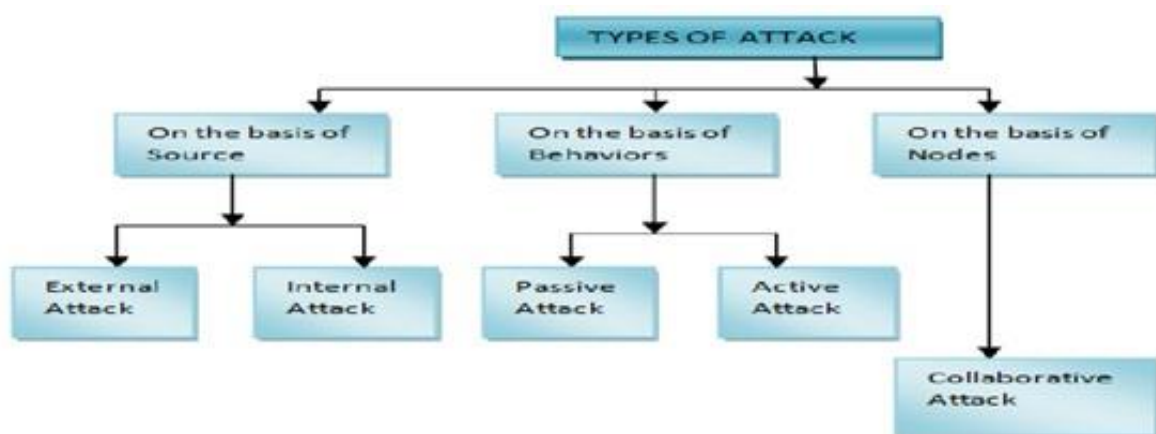 TYPES OF ATTACK
On the basis of
Source
On the basis of
Behaviors
On the basis of
Nodes
External
Attack
Internal
Attack
Passive
Attack
Active
Attack
Collaborative
Attack